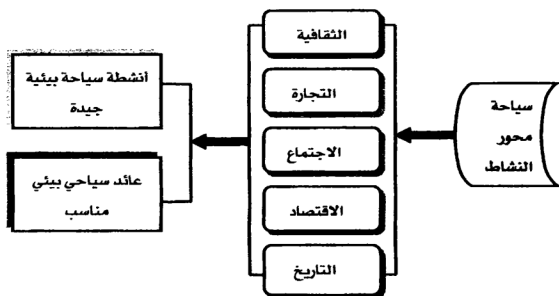 سياحة
محور
النشاط
الثقافية
التجارة
الاجتماع
الاقتصاد
التاريخ
أنشطة سياحة بيئية
جيدة
عائد سياحي بيئي
مناسب